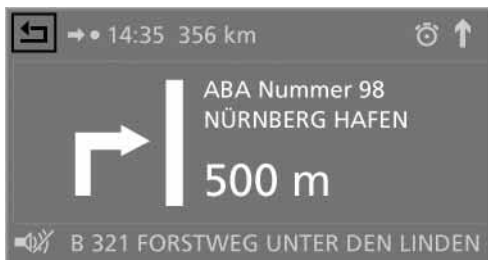 14:35 356 km
ABA Nummer 98
NÜRNBERG HAFEN
500 m
B 321 FORSTWEG UNTER DEN LINDEN